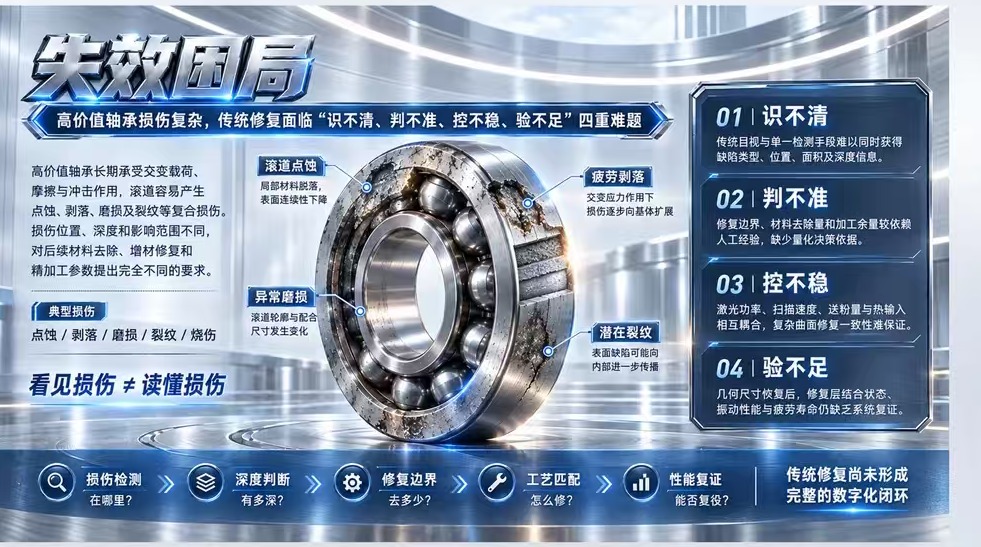 失效困局
高价值轴承损伤复杂，传统修复面临“识不清、判不准、控不稳、验不足”四重难题
高价值轴承长期承受交变载荷、
摩擦与冲击作用，滚道容易产生
点蚀、剥落、磨损及裂纹等复合损伤。
损伤位置、深度和影响范围不同，
对后续材料去除、增材修复和
精加工参数提出完全不同的要求。
典型损伤
点蚀 / 剥落 / 磨损 / 裂纹 / 烧伤
看见损伤 ≠ 读懂损伤
滚道点蚀
局部材料脱落，
表面连续性下降
疲劳剥落
交变应力作用下
损伤逐步向基体扩展
异常磨损
滚道轮廓与配合
尺寸发生变化
潜在裂纹
表面缺陷可能向
内部进一步传播
01 | 识不清
传统目视与单一检测手段难以同时获得
缺陷类型、位置、面积及深度信息。
02 | 判不准
修复边界、材料去除量和加工余量较依赖
人工经验，缺少量化决策依据。
03 | 控不稳
激光功率、扫描速度、送粉量与热输入
相互耦合，复杂曲面修复一致性难保证。
04 | 验不足
几何尺寸恢复后，修复层结合状态、
振动性能与疲劳寿命仍缺乏系统复证。
损伤检测
在哪里？
深度判断
有多深？
修复边界
去多少？
工艺匹配
怎么修？
性能复证
能否复役？
传统修复尚未形成
完整的数字化闭环